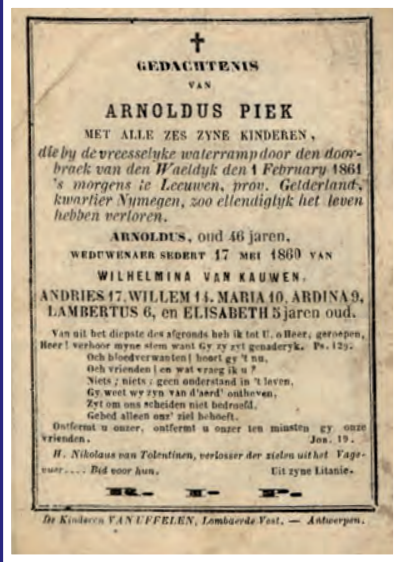 GEDACHTENIS
VAN
ARNOLDUS PIEK
MET ALLE ZES ZYNE KINDEREN,
die by de vreesselyke waterramp door den door-
braek van den Waeldyk den 1 February 1861
's morgens te Leeuwen, prov. Gelderland,
kwartier Nymegen, zoo ellendiglyk het leven
hebben verloren.
ARNOLDUS, oud 46 jaren,
WEDUWENAER SEDERT 17 MEI 1860 VAN
WILHELMINA VAN KAUWEN.
ANDRIES 17, WILLEM 14, MARIA 10, ARDINA 9,
LAMBERTUS 6, en ELISABETH 5 jaren oud.
Van uit het diepste des afgronds heb ik tot U, o Heer, geroepen,
Heer! verhoor myne stem want Gy zyt genaderyk. Ps. 129.
Och bloedverwanten! hoort gy 't nu,
Och vrienden! en wat vraeg ik u?
Niets; niets: geen onderstand in 't leven,
Gy weet wy zyn van d'aerd' ontheven,
Zyt om ons scheiden niet bedroefd,
Gebed alleen onz' ziel behoeft.
Ontfermt u onzer, ontfermt u onzer ten minsten gy onze
vrienden. Job. 19.
H. Nikolaus van Tolentinen, verlosser der zielen uit het Vage-
vuer.... Bid voor hun. Uit zyne Litanie.
R. I. P.
De Kinderen VAN UFFELEN, Lombaerde Vest. — Antwerpen.